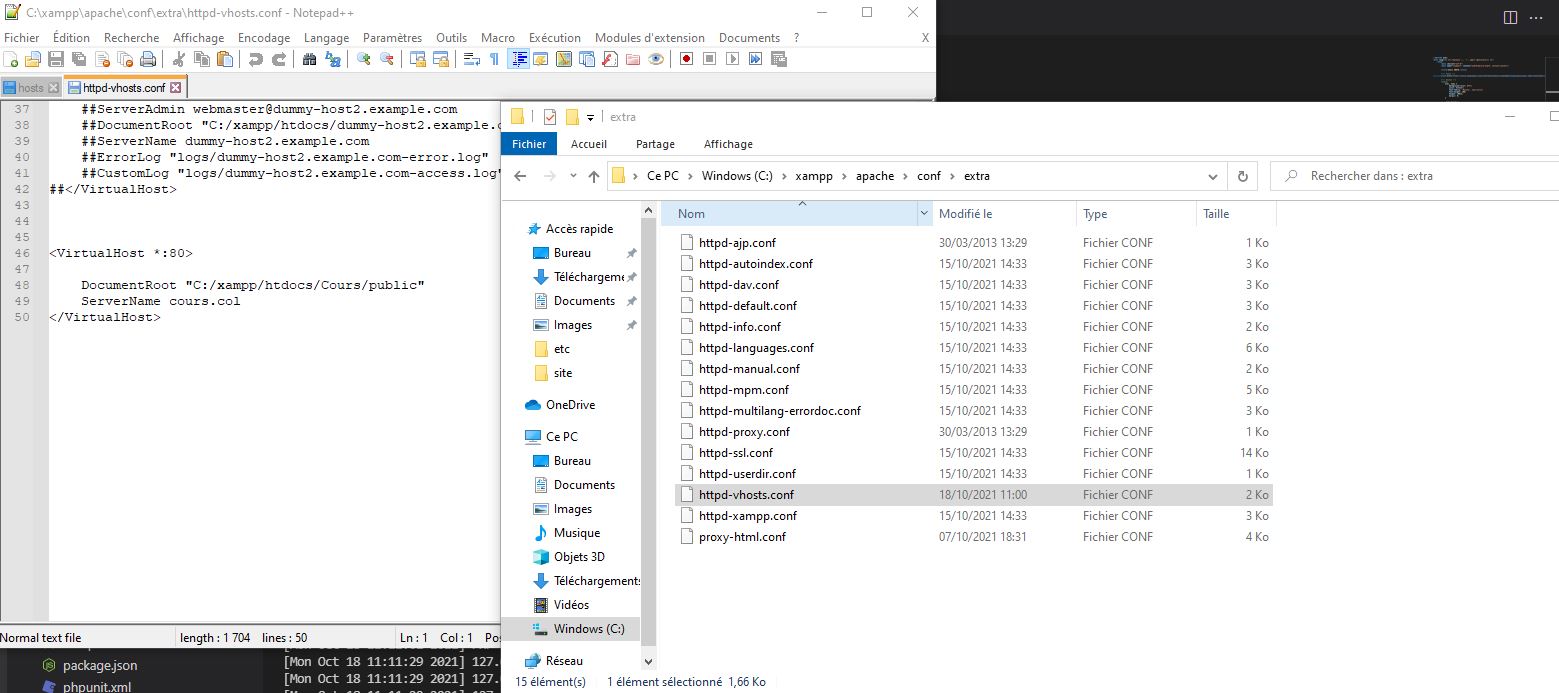 C:\xampp\apache\conf\extra\httpd-vhosts.conf - Notepad++
Fichier Édition Recherche Affichage Encodage Langage Paramètres Outils Macro Exécution Modules d'extension Documents ? X
hosts httpd-vhosts.conf
37 ##ServerAdmin webmaster@dummy-host2.example.com
38 ##DocumentRoot "C:/xampp/htdocs/dummy-host2.example.c
39 ##ServerName dummy-host2.example.com
40 ##ErrorLog "logs/dummy-host2.example.com-error.log"
41 ##CustomLog "logs/dummy-host2.example.com-access.log"
42 ##</VirtualHost>
43
44
45
46 <VirtualHost *:80>
47
48 DocumentRoot "C:/xampp/htdocs/Cours/public"
49 ServerName cours.col
50 </VirtualHost>
Normal text file length : 1 704 lines : 50 Ln : 1 Col : 1 Pos
package.json
phpunit.xml
[Mon Oct 18 11:11:29 2021] 127.
[Mon Oct 18 11:11:29 2021] 127.
extra
Fichier Accueil Partage Affichage
Ce PC Windows (C:) xampp apache conf extra
Rechercher dans : extra
Accès rapide
Bureau
Téléchargeme
Documents
Images
etc
site
OneDrive
Ce PC
Bureau
Documents
Images
Musique
Objets 3D
Téléchargements
Vidéos
Windows (C:)
Réseau
Nom Modifié le Type Taille
httpd-ajp.conf 30/03/2013 13:29 Fichier CONF 1 Ko
httpd-autoindex.conf 15/10/2021 14:33 Fichier CONF 3 Ko
httpd-dav.conf 15/10/2021 14:33 Fichier CONF 3 Ko
httpd-default.conf 15/10/2021 14:33 Fichier CONF 3 Ko
httpd-info.conf 15/10/2021 14:33 Fichier CONF 2 Ko
httpd-languages.conf 15/10/2021 14:33 Fichier CONF 6 Ko
httpd-manual.conf 15/10/2021 14:33 Fichier CONF 2 Ko
httpd-mpm.conf 15/10/2021 14:33 Fichier CONF 5 Ko
httpd-multilang-errordoc.conf 15/10/2021 14:33 Fichier CONF 3 Ko
httpd-proxy.conf 30/03/2013 13:29 Fichier CONF 1 Ko
httpd-ssl.conf 15/10/2021 14:33 Fichier CONF 14 Ko
httpd-userdir.conf 15/10/2021 14:33 Fichier CONF 1 Ko
httpd-vhosts.conf 18/10/2021 11:00 Fichier CONF 2 Ko
httpd-xampp.conf 15/10/2021 14:33 Fichier CONF 3 Ko
proxy-html.conf 07/10/2021 18:31 Fichier CONF 4 Ko
15 élément(s) 1 élément sélectionné 1,66 Ko